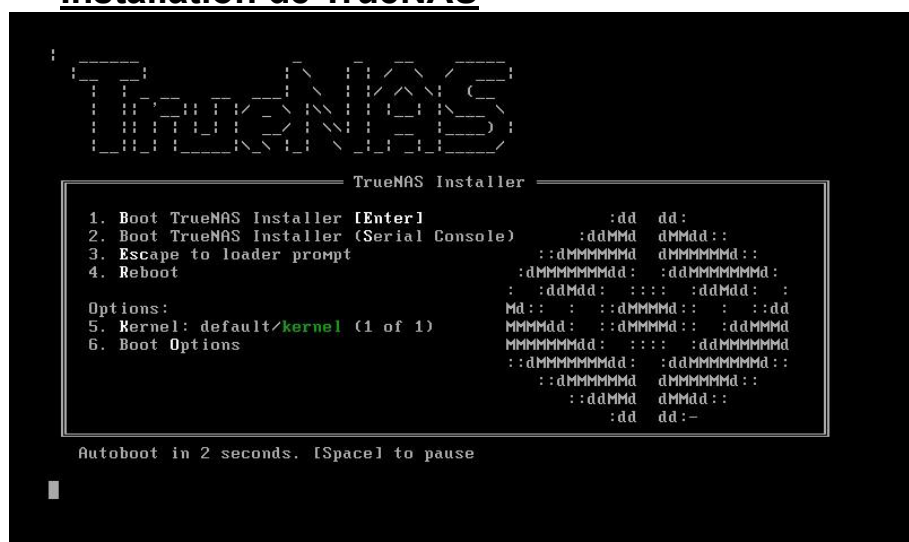 Installation de TrueNAS
TrueNAS
TrueNAS Installer
1. Boot TrueNAS Installer [Enter]
2. Boot TrueNAS Installer (Serial Console)
3. Escape to loader prompt
4. Reboot
Options:
5. Kernel: default/kernel (1 of 1)
6. Boot Options
Autoboot in 2 seconds. [Space] to pause